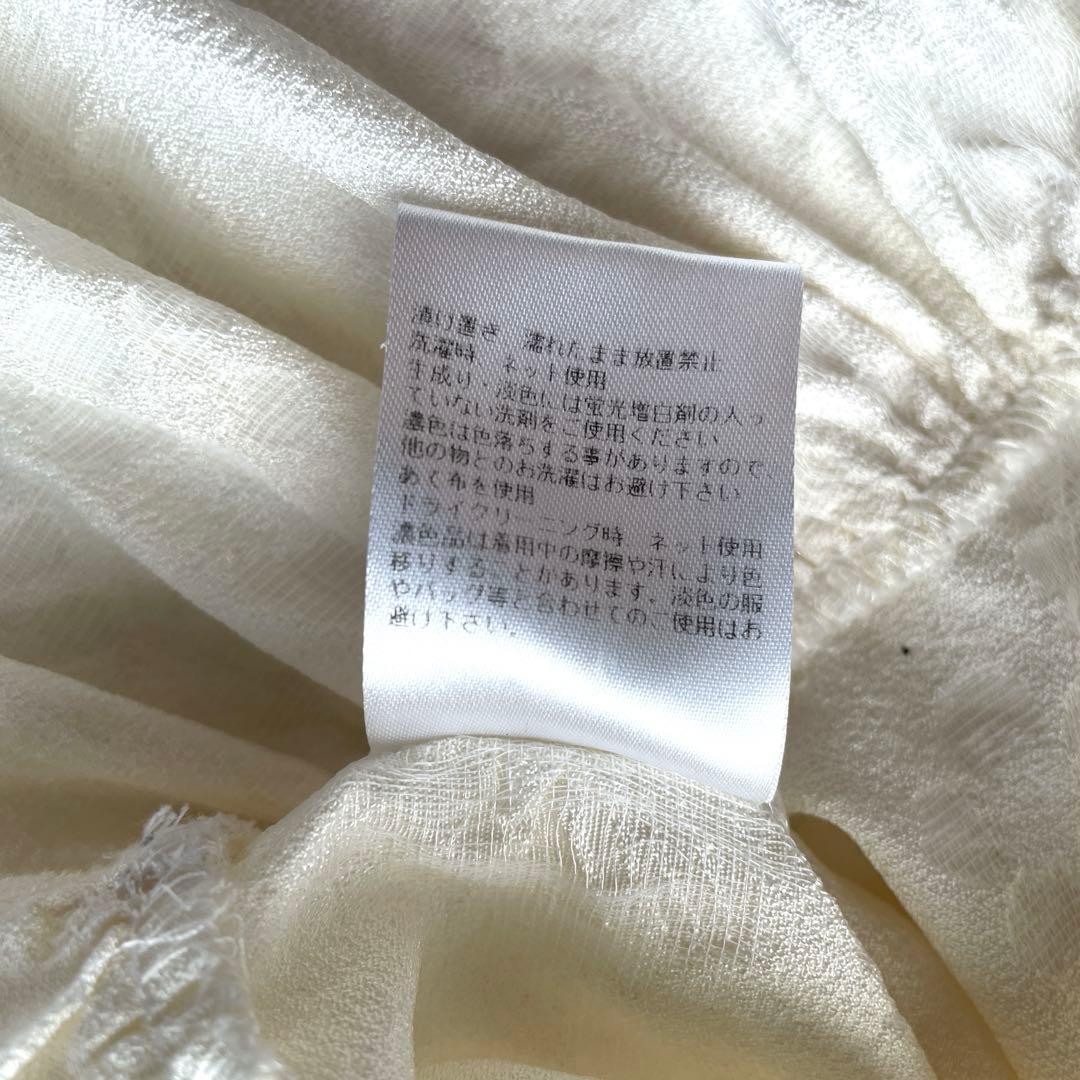 漬け置き　濡れたまま放置禁止
洗濯時　ネット使用
生成り・淡色には蛍光増白剤の入っ
ていない洗剤をご使用ください
濃色は色落ちする事がありますので、
他の物とのお洗濯はお避け下さい
あて布を使用
ドライクリーニング時　ネット使用
濃色品は着用中の摩擦や汗により色
移りすることがあります。淡色の服
やバッグ等と合わせての、使用はお
避け下さい。